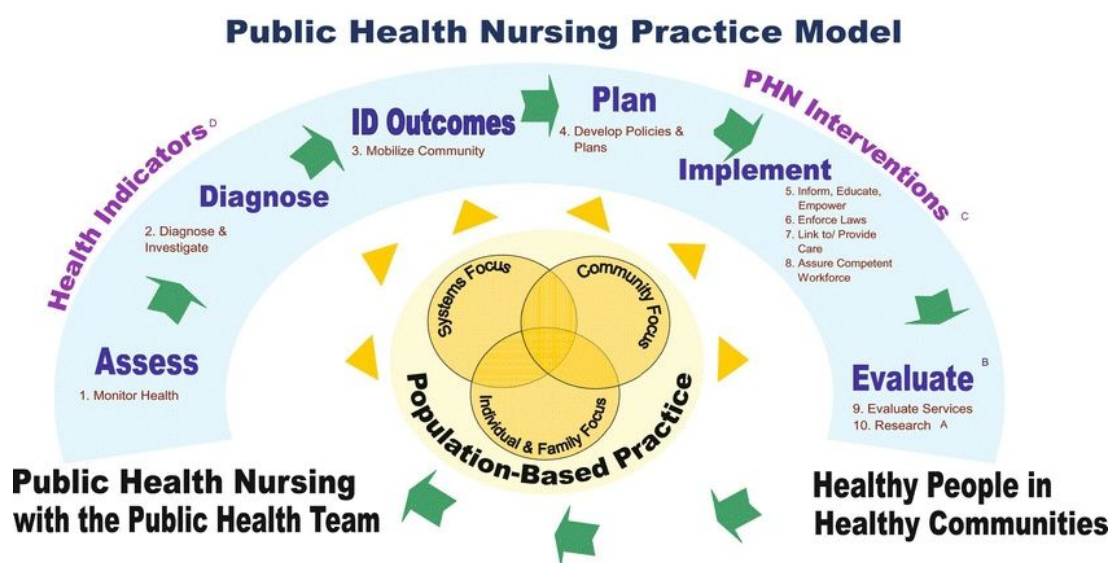 Public Health Nursing Practice Model
Health Indicators D
PHN Interventions C
Assess
1. Monitor Health
Diagnose
2. Diagnose &
Investigate
ID Outcomes
3. Mobilize Community
Plan
4. Develop Policies &
Plans
Implement
5. Inform, Educate,
Empower
6. Enforce Laws
7. Link to/ Provide
Care
8. Assure Competent
Workforce
Evaluate B
9. Evaluate Services
10. Research A
Systems Focus
Community Focus
Individual & Family Focus
Population-Based Practice
Public Health Nursing
with the Public Health Team
Healthy People in
Healthy Communities